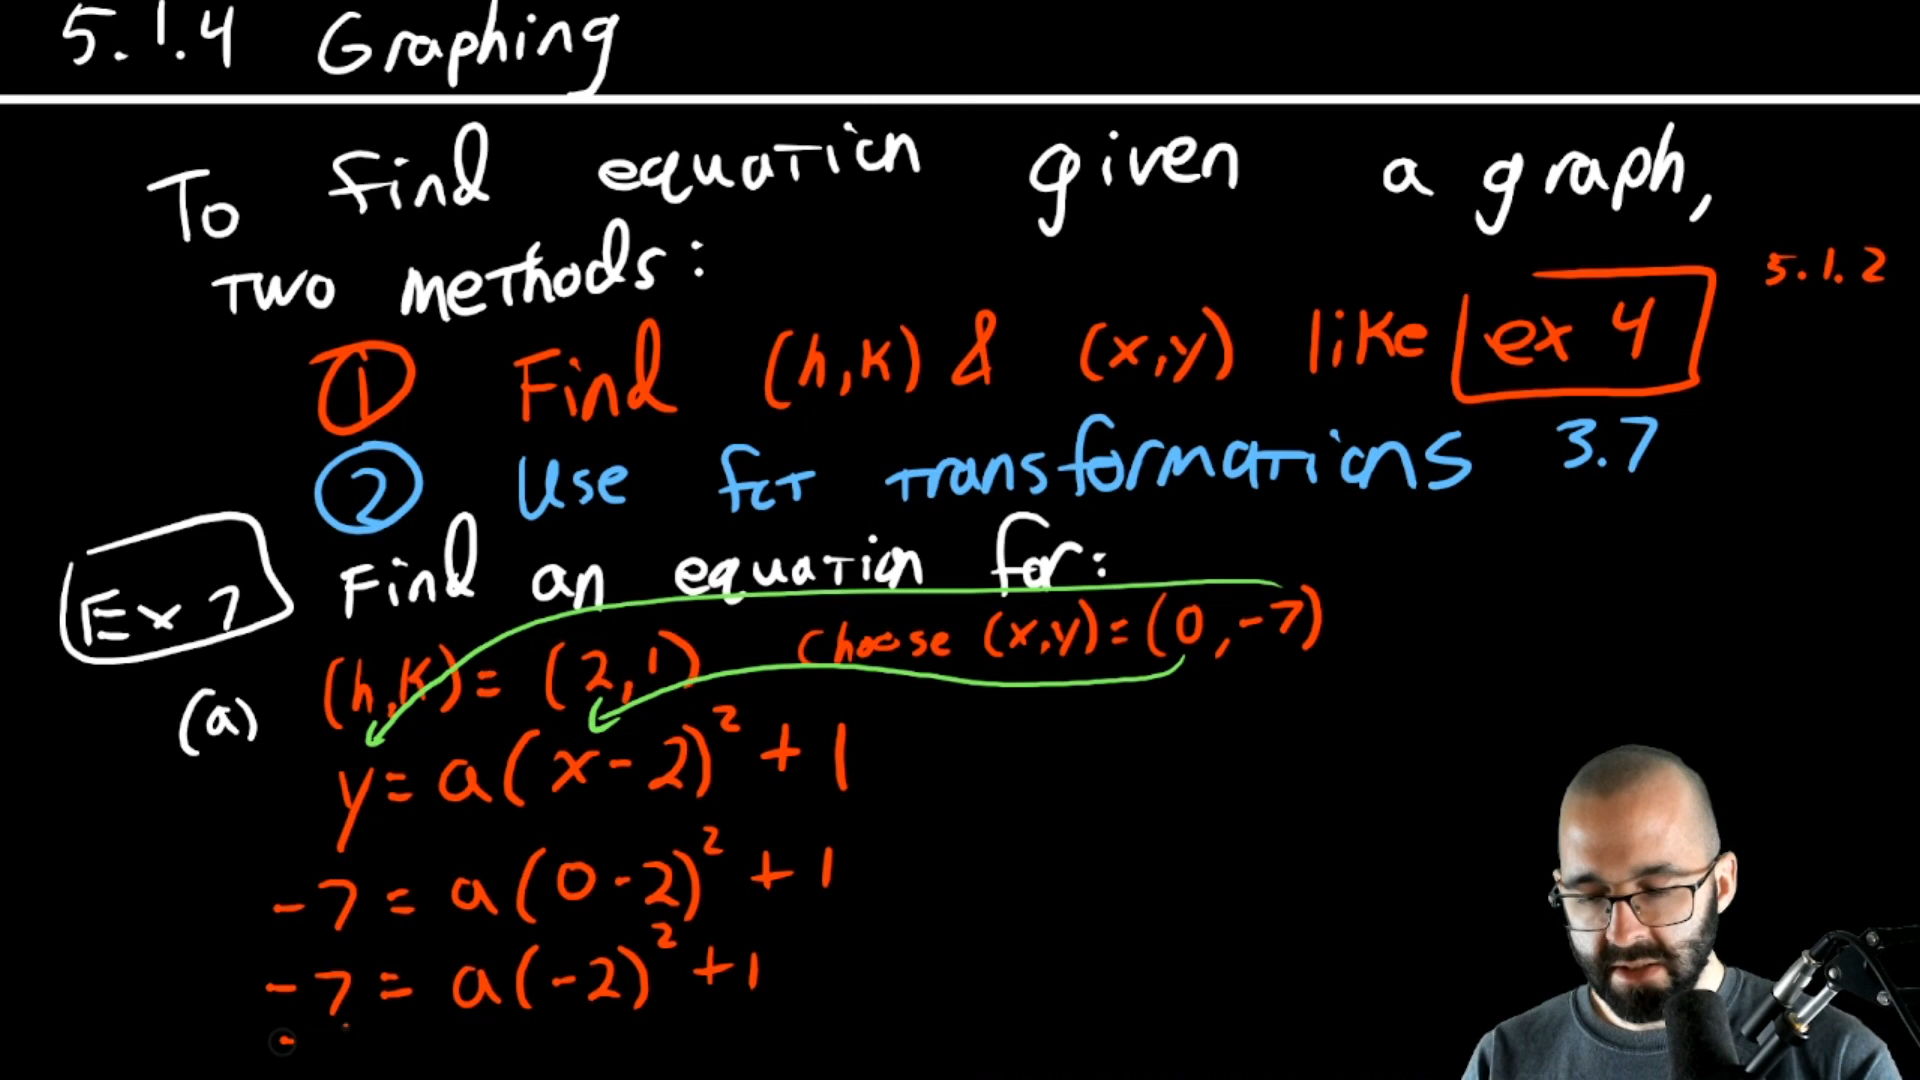 5.1.4 Graphing
To find equation given a graph,
two methods:
5.1.2
① Find (h,k) & (x,y) like ex 4
② Use fct transformations 3.7
Ex 7 Find an equation for:
(a) (h,k) = (2,1) Choose (x,y) = (0,-7)
y = a(x-2)² + 1
-7 = a(0-2)² + 1
-7 = a(-2)² + 1